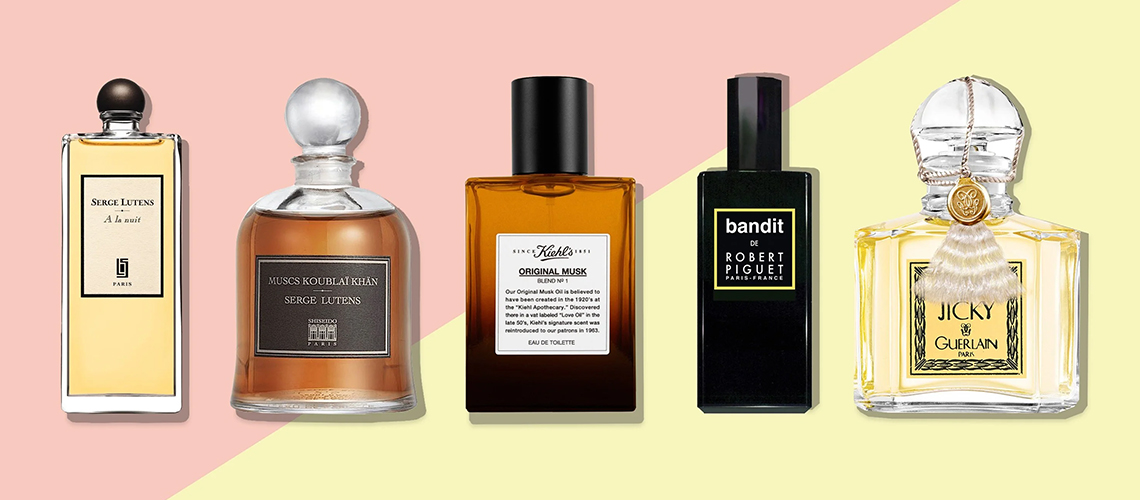 SERGE LUTENS
A la nuit
PARIS
MUSCS KOUBLAÏ KHÄN
SERGE LUTENS
SHISEIDO
PARIS
SINCE Kiehl's 1851
ORIGINAL MUSK
BLEND Nº 1
Our Original Musk Oil is believed to
have been created in the 1920's at
the "Kiehl Apothecary." Discovered
there in a vat labeled "Love Oil" in the
late 50's, Kiehl's signature scent was
reintroduced to our patrons in 1963.
EAU DE TOILETTE
bandit
DE
ROBERT
PIGUET
PARIS-FRANCE
JICKY
GUERLAIN
PARIS